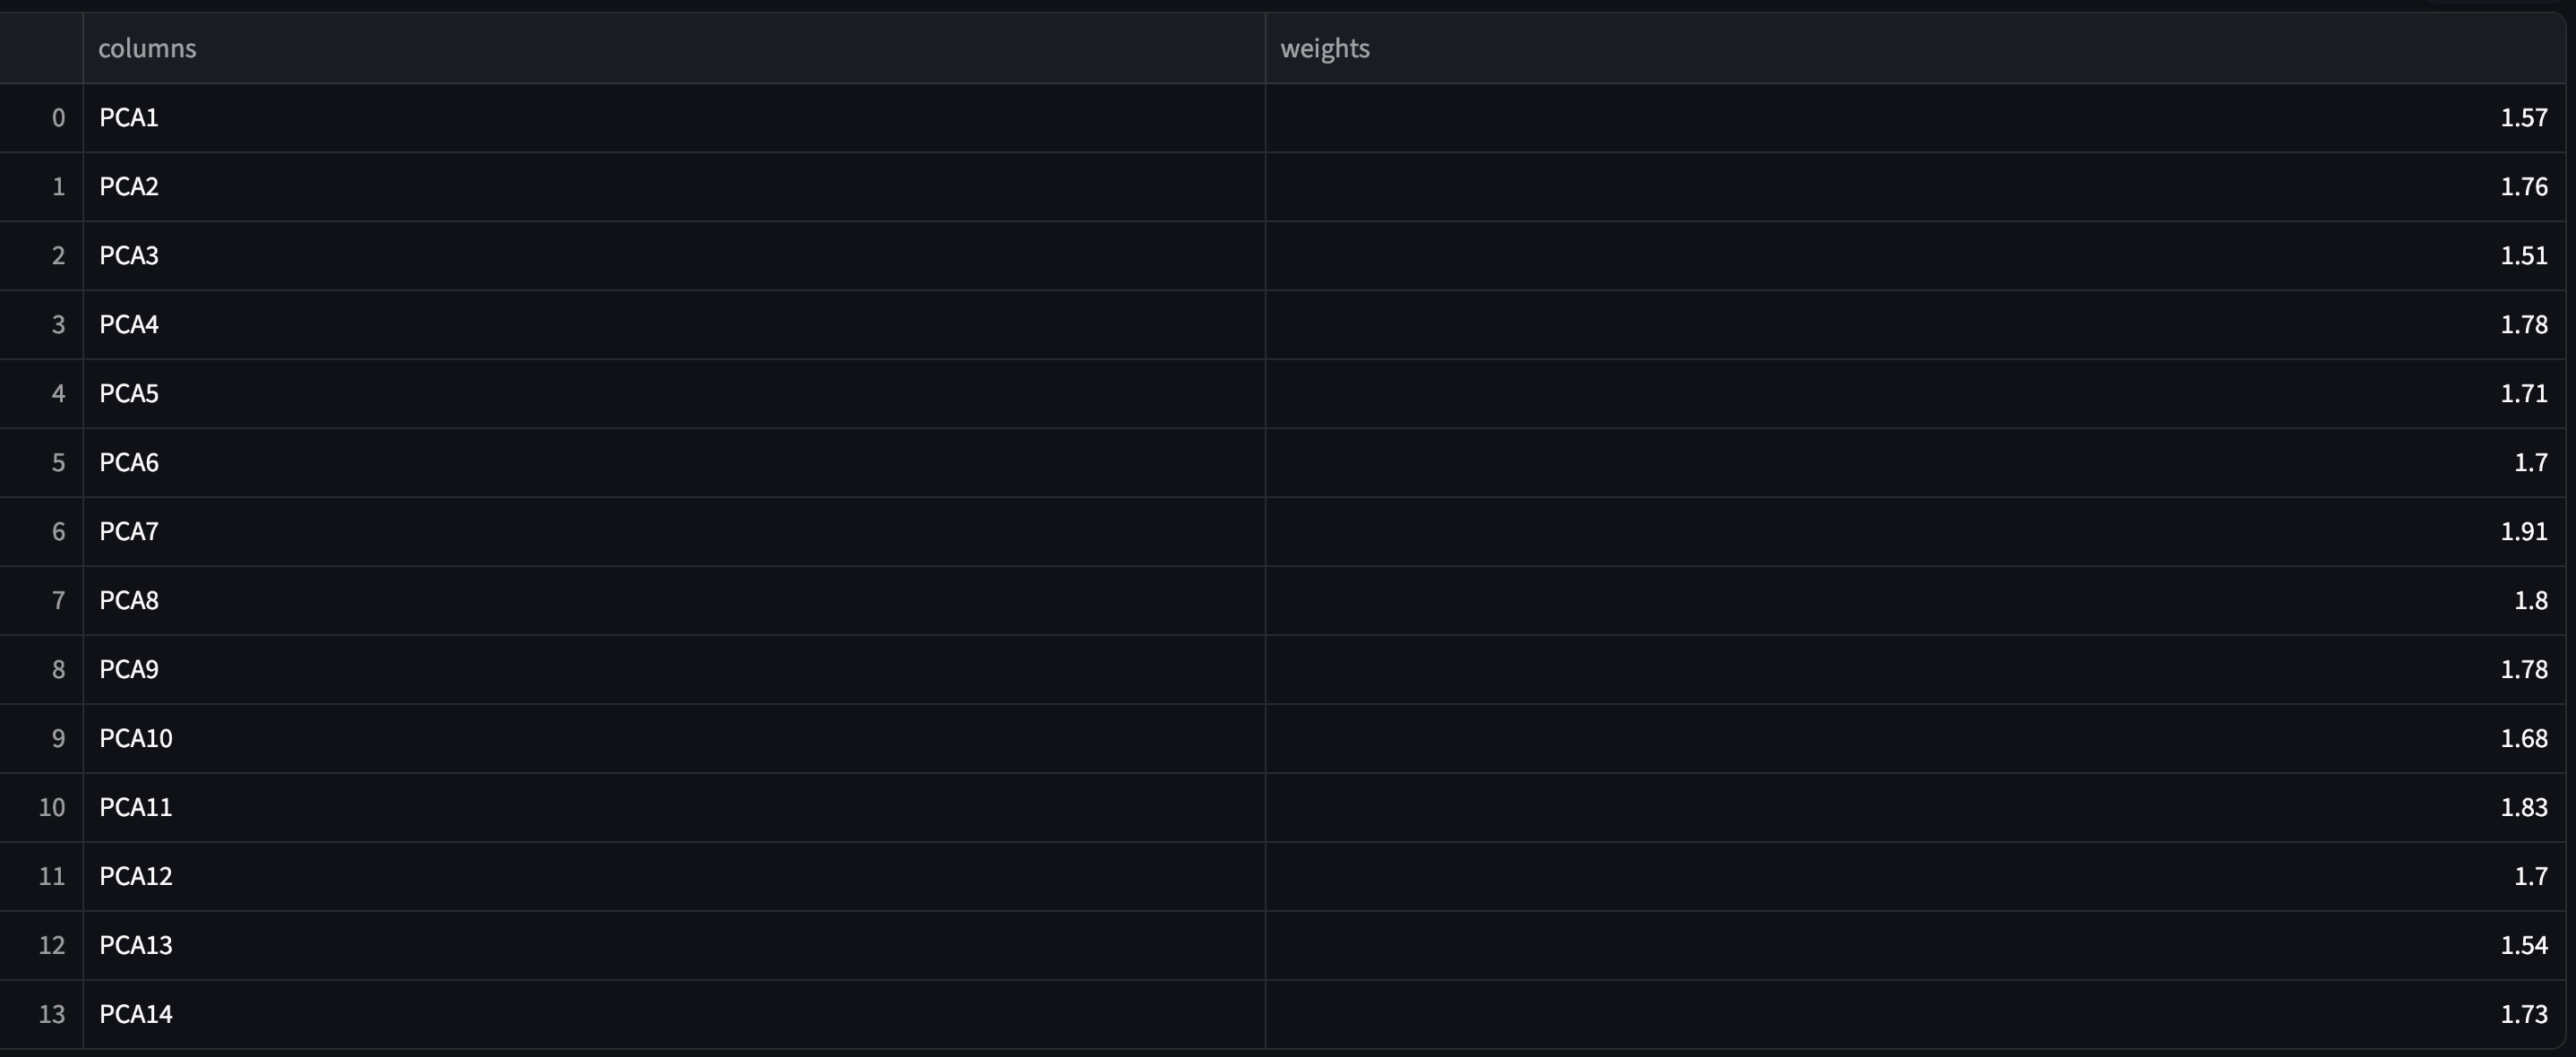 columns weights
0 PCA1 1.57
1 PCA2 1.76
2 PCA3 1.51
3 PCA4 1.78
4 PCA5 1.71
5 PCA6 1.7
6 PCA7 1.91
7 PCA8 1.8
8 PCA9 1.78
9 PCA10 1.68
10 PCA11 1.83
11 PCA12 1.7
12 PCA13 1.54
13 PCA14 1.73